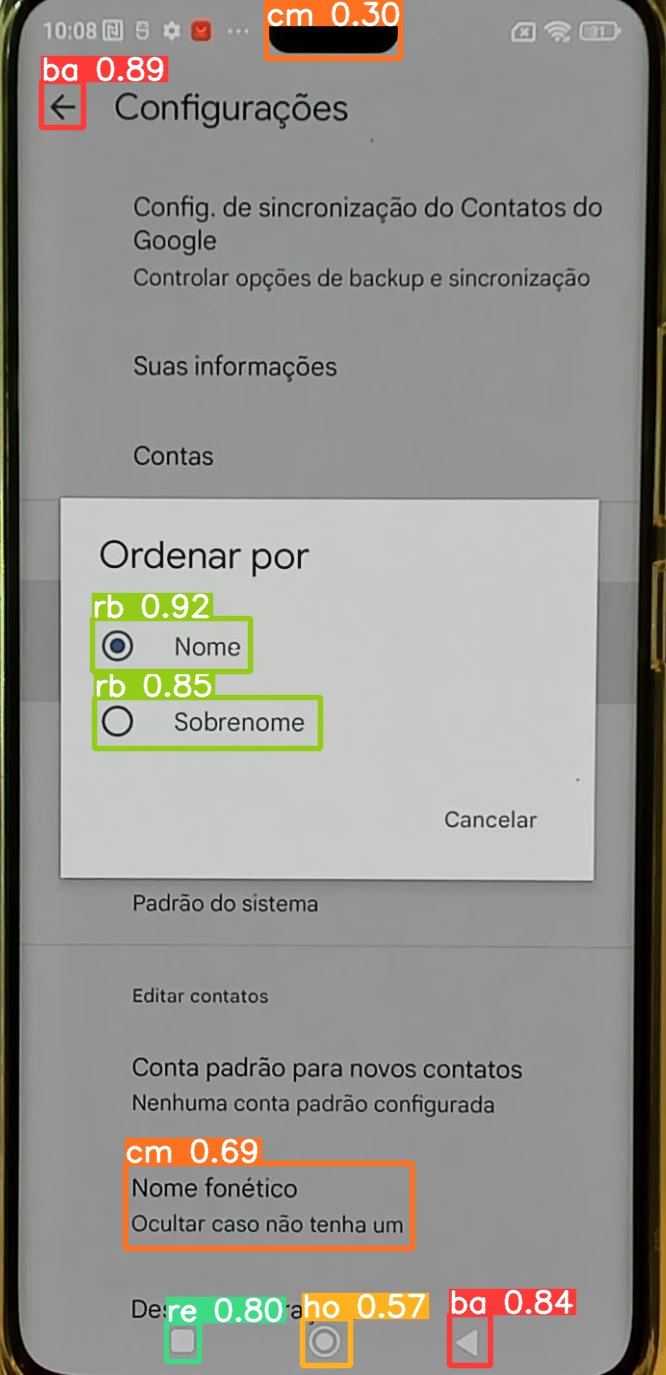 10:08
31
cm 0.30
ba 0.89
Configurações
Config. de sincronização do Contatos do
Google
Controlar opções de backup e sincronização
Suas informações
Contas
Ordenar por
rb 0.92
Nome
rb 0.85
Sobrenome
Cancelar
Padrão do sistema
Editar contatos
Conta padrão para novos contatos
Nenhuma conta padrão configurada
cm 0.69
Nome fonético
Ocultar caso não tenha um
re 0.80
ho 0.57
ba 0.84